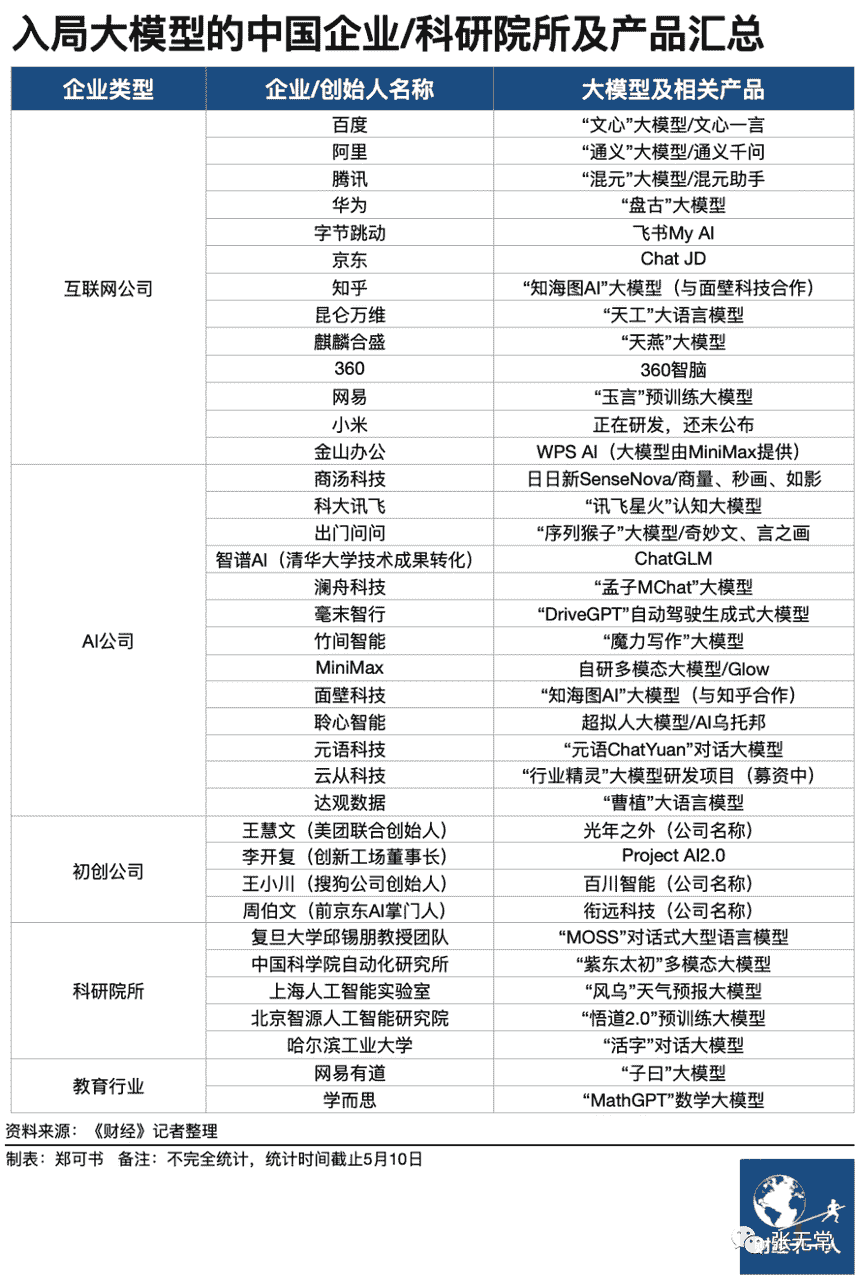 入局大模型的中国企业/科研院所及产品汇总
企业类型 企业/创始人名称 大模型及相关产品
百度 “文心”大模型/文心一言
阿里 “通义”大模型/通义千问
腾讯 “混元”大模型/混元助手
华为 “盘古”大模型
字节跳动 飞书My AI
京东 Chat JD
互联网公司 知乎 “知海图AI”大模型（与面壁科技合作）
昆仑万维 “天工”大语言模型
麒麟合盛 “天燕”大模型
360 360智脑
网易 “玉言”预训练大模型
小米 正在研发，还未公布
金山办公 WPS AI（大模型由MiniMax提供）
商汤科技 日日新SenseNova/商量、秒画、如影
科大讯飞 “讯飞星火”认知大模型
出门问问 “序列猴子”大模型/奇妙文、言之画
智谱AI（清华大学技术成果转化） ChatGLM
澜舟科技 “孟子MChat”大模型
毫末智行 “DriveGPT”自动驾驶生成式大模型
AI公司 竹间智能 “魔力写作”大模型
MiniMax 自研多模态大模型/Glow
面壁科技 “知海图AI”大模型（与知乎合作）
聆心智能 超拟人大模型/AI乌托邦
元语科技 “元语ChatYuan”对话大模型
云从科技 “行业精灵”大模型研发项目（募资中）
达观数据 “曹植”大语言模型
王慧文（美团联合创始人） 光年之外（公司名称）
初创公司 李开复（创新工场董事长） Project AI2.0
王小川（搜狗公司创始人） 百川智能（公司名称）
周伯文（前京东AI掌门人） 衔远科技（公司名称）
复旦大学邱锡朋教授团队 “MOSS”对话式大型语言模型
中国科学院自动化研究所 “紫东太初”多模态大模型
科研院所 上海人工智能实验室 “风乌”天气预报大模型
北京智源人工智能研究院 “悟道2.0”预训练大模型
哈尔滨工业大学 “活字”对话大模型
教育行业 网易有道 “子曰”大模型
学而思 “MathGPT”数学大模型
资料来源：《财经》记者整理
制表：郑可书 备注：不完全统计，统计时间截止5月10日
张无常